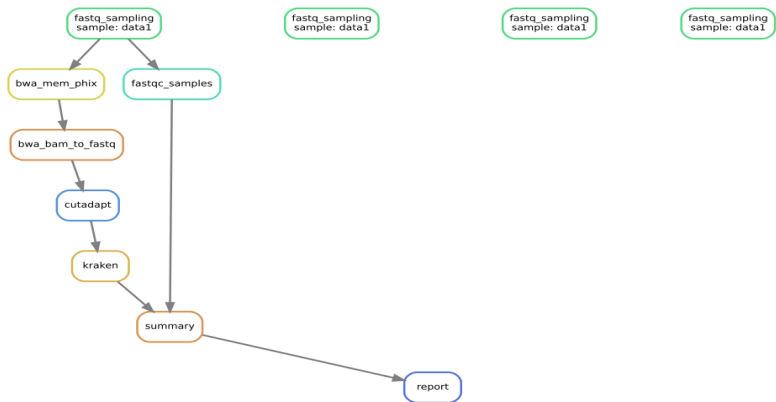 fastq_sampling
sample: data1
fastq_sampling
sample: data1
fastq_sampling
sample: data1
fastq_sampling
sample: data1
bwa_mem_phix
fastqc_samples
bwa_bam_to_fastq
cutadapt
kraken
summary
report